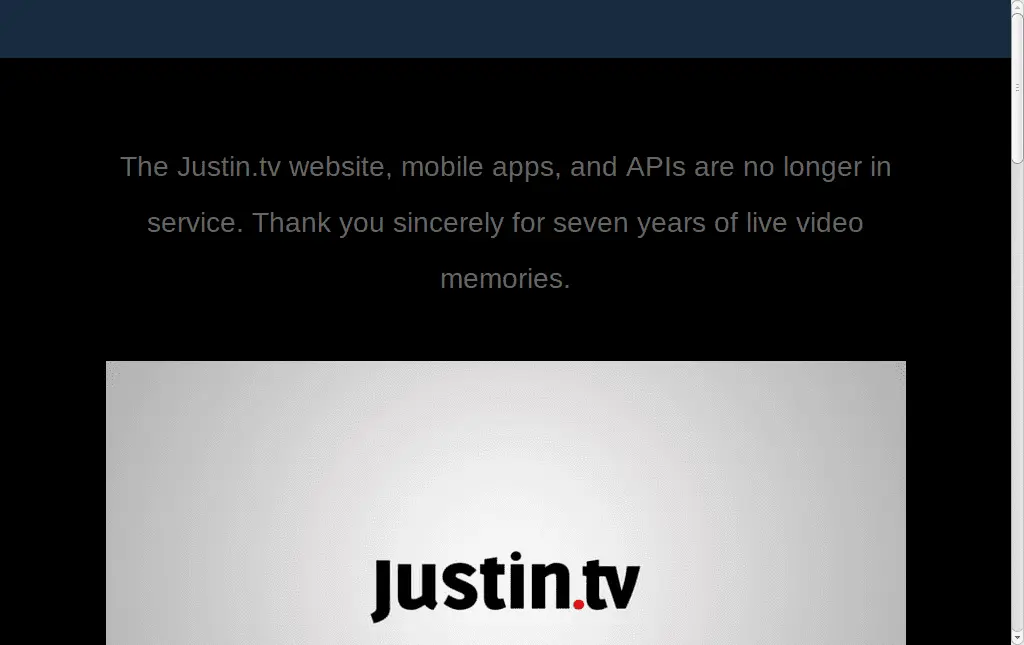 The Justin.tv website, mobile apps, and APIs are no longer in
service. Thank you sincerely for seven years of live video
memories.
Justin.tv